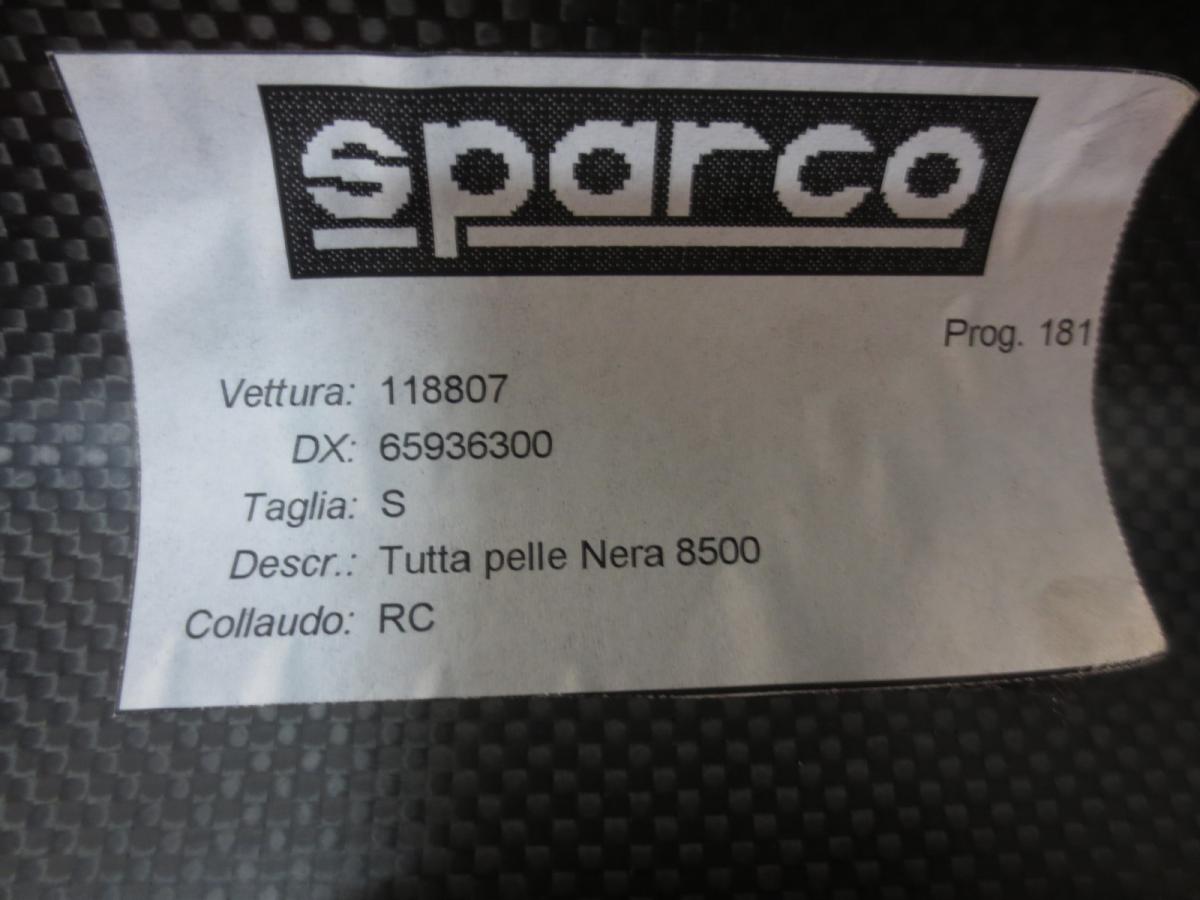 sparco
Prog. 181
Vettura: 118807
DX: 65936300
Taglia: S
Descr.: Tutta pelle Nera 8500
Collaudo: RC